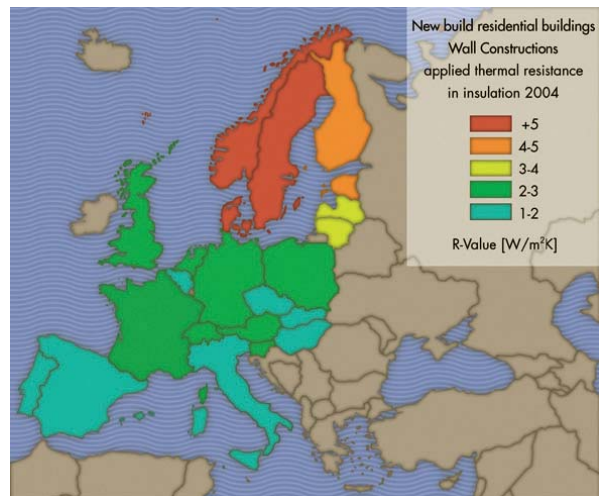 New build residential buildings
Wall Constructions
applied thermal resistance
in insulation 2004
+5
4-5
3-4
2-3
1-2
R-Value [W/m²K]